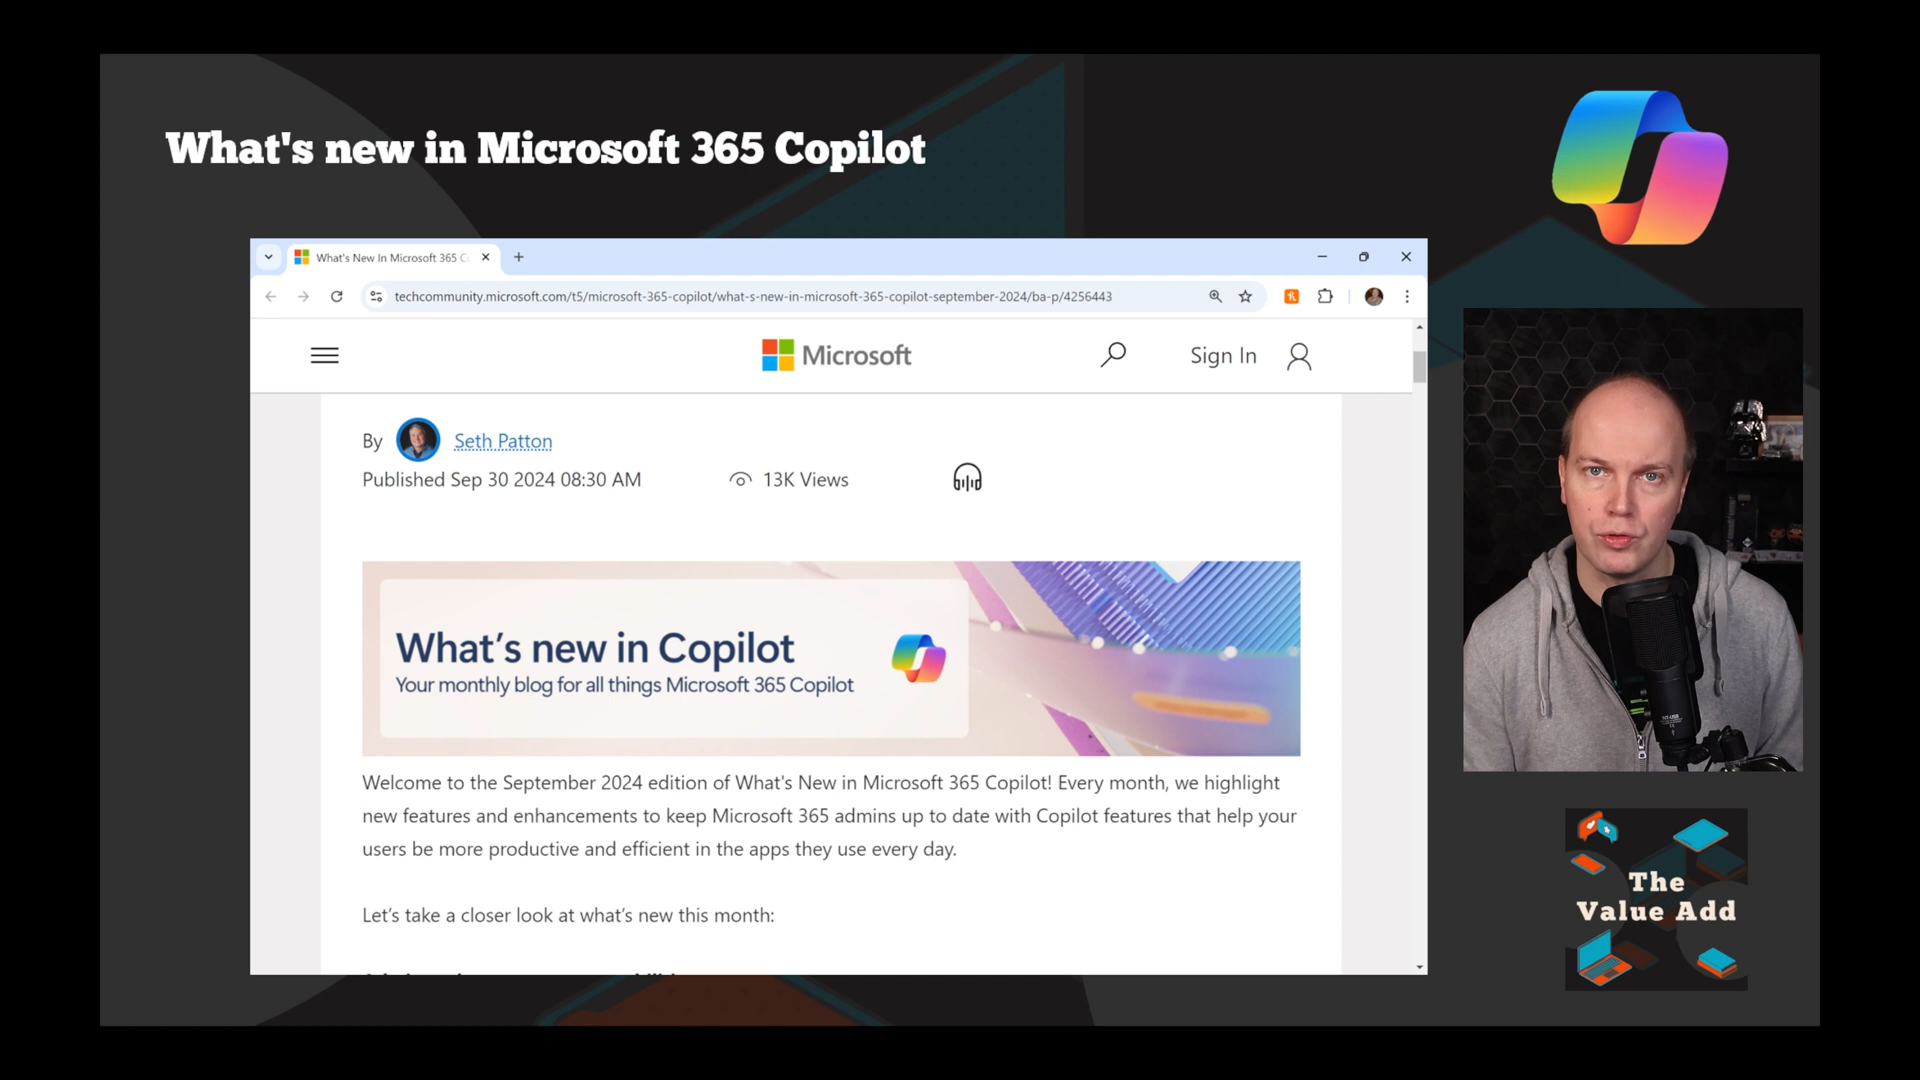 What's new in Microsoft 365 Copilot
What's New In Microsoft 365 C
techcommunity.microsoft.com/t5/microsoft-365-copilot/what-s-new-in-microsoft-365-copilot-september-2024/ba-p/4256443
Microsoft
Sign In
By Seth Patton
Published Sep 30 2024 08:30 AM
13K Views
What's new in Copilot
Your monthly blog for all things Microsoft 365 Copilot
Welcome to the September 2024 edition of What's New in Microsoft 365 Copilot! Every month, we highlight
new features and enhancements to keep Microsoft 365 admins up to date with Copilot features that help your
users be more productive and efficient in the apps they use every day.
Let's take a closer look at what's new this month:
The
Value Add